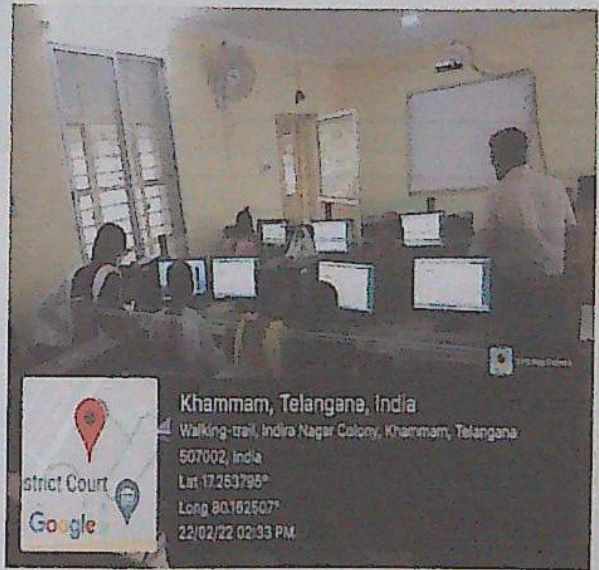 Khammam, Telangana, India
Walking-trail, Indira Nagar Colony, Khammam, Telangana
507002, India
Lat 17.253795°
Long 80.162507°
22/02/22 02:33 PM
strict Court
Google